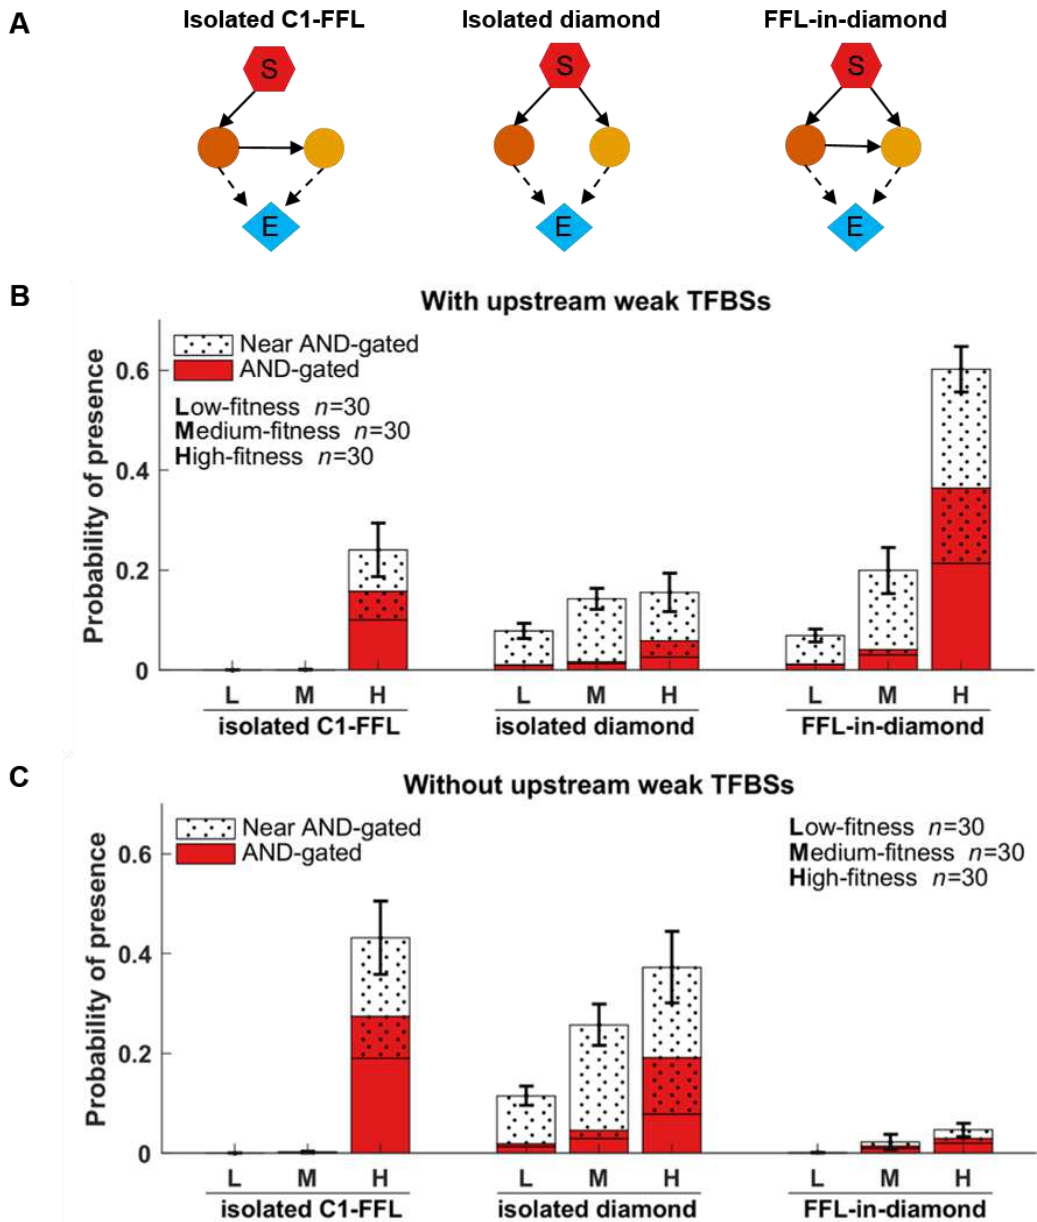 A
Isolated C1-FFL
Isolated diamond
FFL-in-diamond
S
S
S
E
E
E
B
With upstream weak TFBSs
Near AND-gated
AND-gated
Low-fitness n=30
Medium-fitness n=30
High-fitness n=30
Probability of presence
0.6
0.4
0.2
0
L M H L M H L M H
isolated C1-FFL isolated diamond FFL-in-diamond
C
Without upstream weak TFBSs
Near AND-gated
AND-gated
Low-fitness n=30
Medium-fitness n=30
High-fitness n=30
Probability of presence
0.6
0.4
0.2
0
L M H L M H L M H
isolated C1-FFL isolated diamond FFL-in-diamond